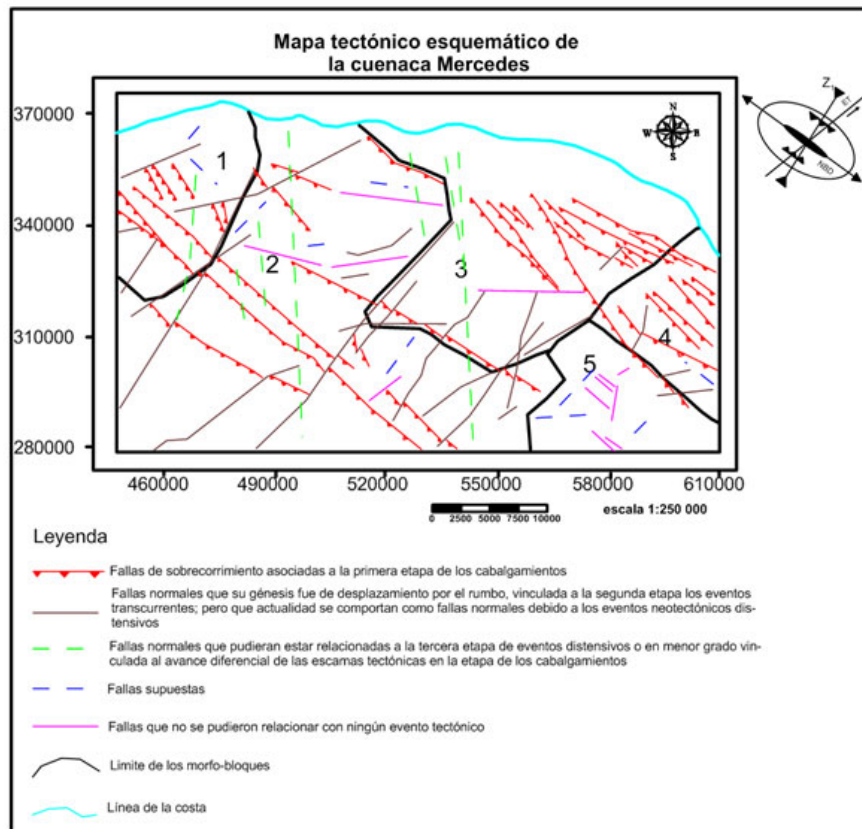 Mapa tectónico esquemático de
la cuenaca Mercedes
370000
340000
310000
280000
460000
490000
520000
550000
580000
610000
N
S
1
2
3
4
5
Z₁
ET
NBD
0 2500 5000 7500 10000
escala 1:250 000
Leyenda
Fallas de sobrecorrimiento asociadas a la primera etapa de los cabalgamientos
Fallas normales que su génesis fue de desplazamiento por el rumbo, vinculada a la segunda etapa los eventos
transcurrentes; pero que actualidad se comportan como fallas normales debido a los eventos neotectónicos dis-
tensivos
Fallas normales que pudieran estar relacionadas a la tercera etapa de eventos distensivos o en menor grado vin-
culada al avance diferencial de las escamas tectónicas en la etapa de los cabalgamientos
Fallas supuestas
Fallas que no se pudieron relacionar con ningún evento tectónico
Limite de los morfo-bloques
Línea de la costa